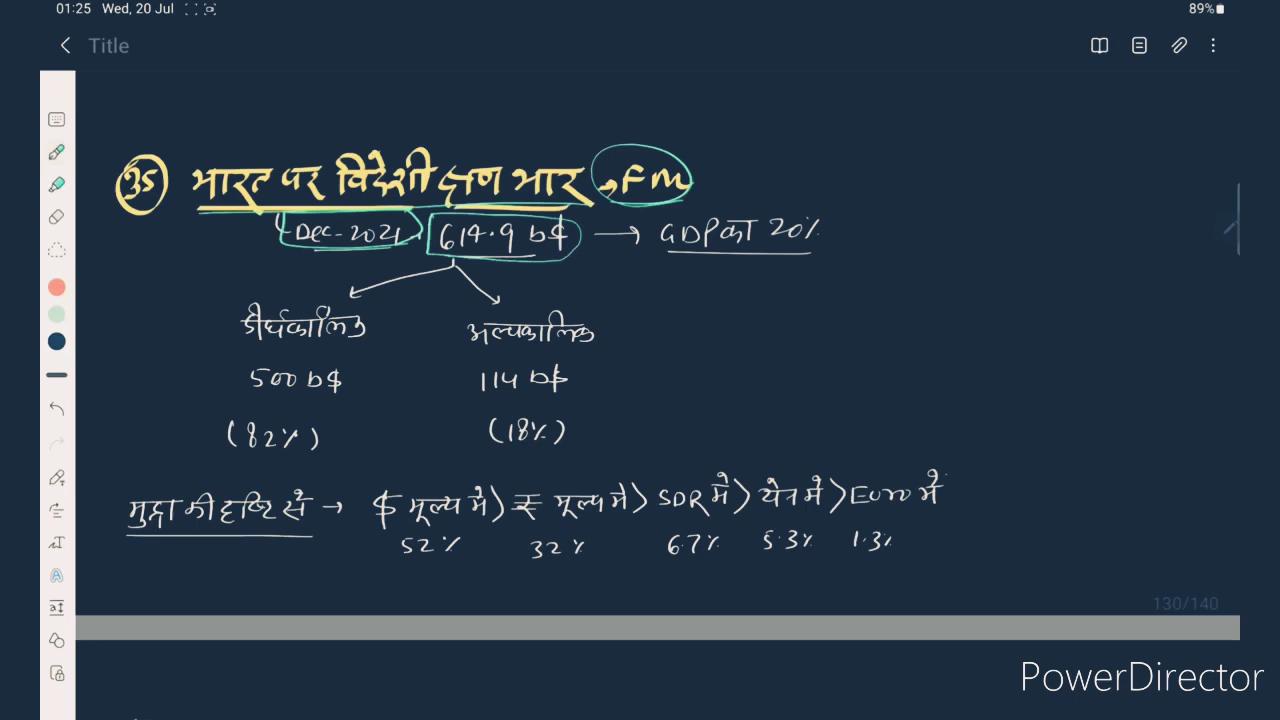 01:25 Wed, 20 Jul
89%
Title
35 भारत पर विदेशी क्षण भार → FM
Dec-2021, 614.9 b$ → GDP का 20%
दीर्घकालिक अल्पकालिक
500 b$ 114 b$
(82%) (18%)
मुद्रा की दृष्टि से → $ मूल्य में > ₹ मूल्य में > SDR में > येन में > Euro में
52% 32% 6.7% 5.3% 1.3%
130/140
PowerDirector